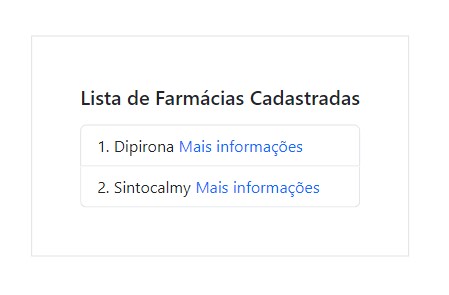 Lista de Farmácias Cadastradas
1. Dipirona Mais informações
2. Sintocalmy Mais informações